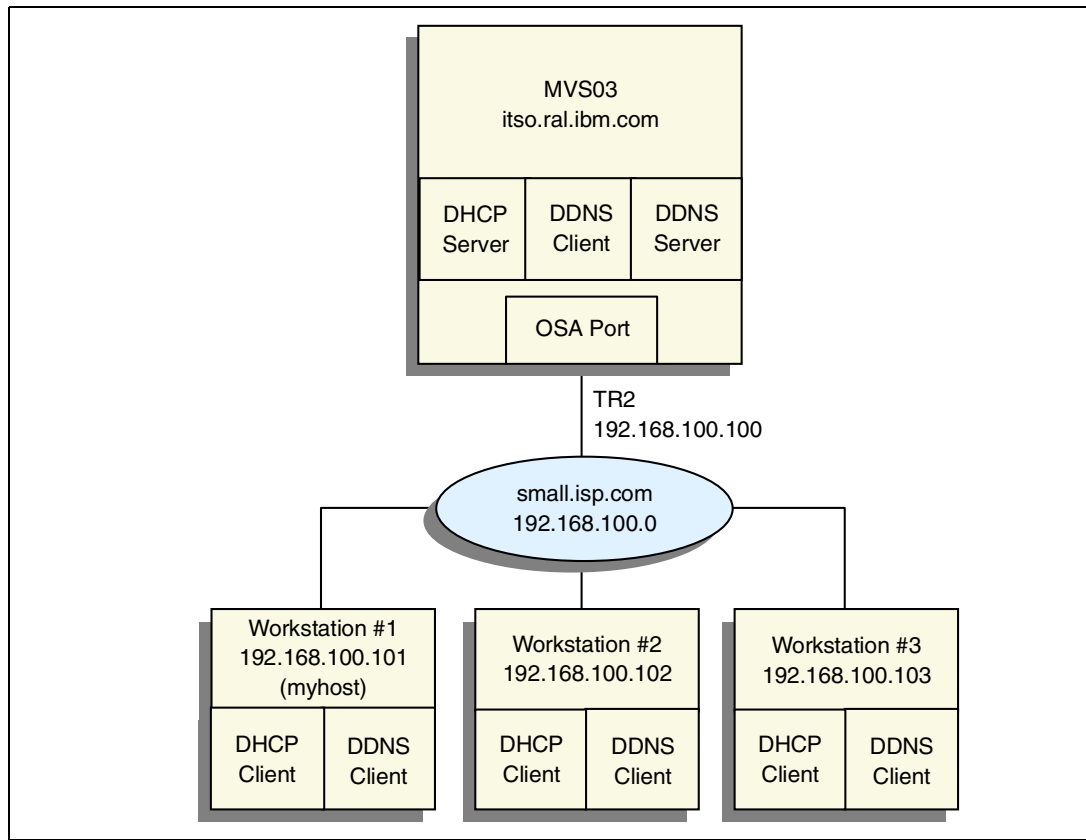 MVS03
itso.ral.ibm.com
DHCP
Server
DDNS
Client
DDNS
Server
OSA Port
TR2
192.168.100.100
small.isp.com
192.168.100.0
Workstation #1
192.168.100.101
(myhost)
DHCP
Client
DDNS
Client
Workstation #2
192.168.100.102
DHCP
Client
DDNS
Client
Workstation #3
192.168.100.103
DHCP
Client
DDNS
Client